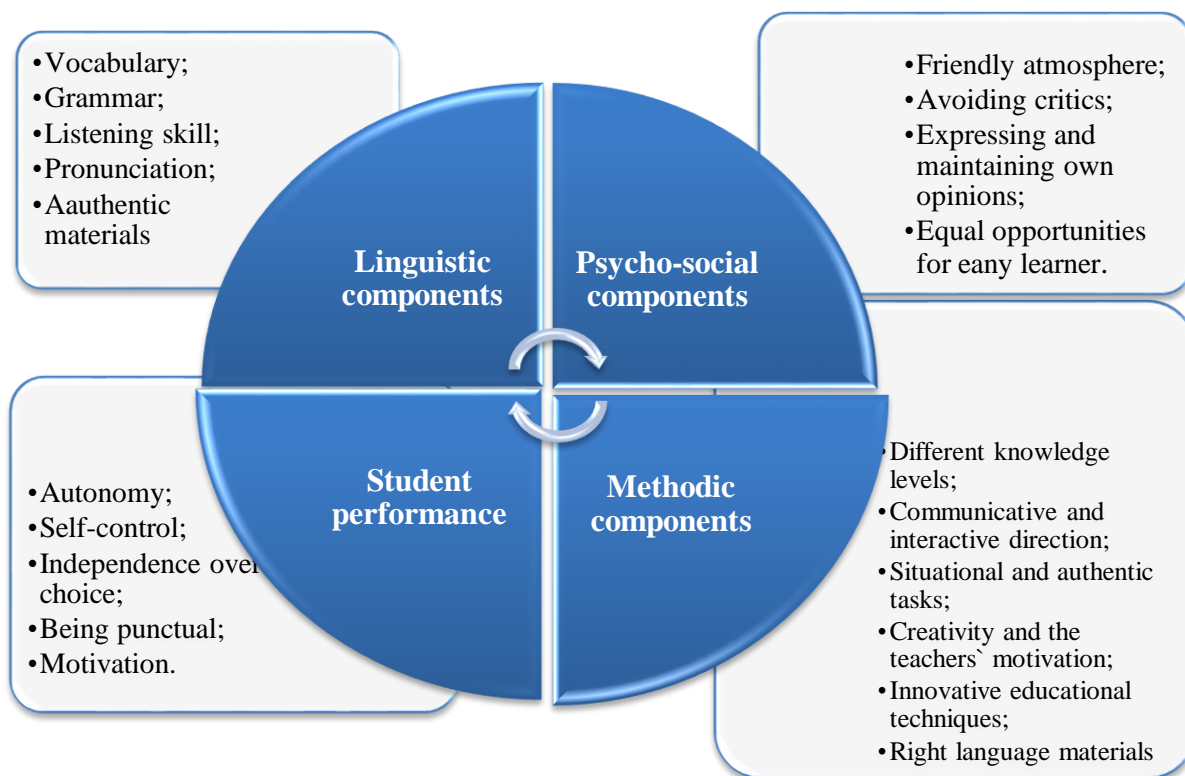 •Vocabulary;
•Grammar;
•Listening skill;
•Pronunciation;
•Aauthentic
materials
•Friendly atmosphere;
•Avoiding critics;
•Expressing and
maintaining own
opinions;
•Equal opportunities
for eany learner.
Linguistic
components
Psycho-social
components
Student
performance
Methodic
components
•Autonomy;
•Self-control;
•Independence over
choice;
•Being punctual;
•Motivation.
•Different knowledge
levels;
•Communicative and
interactive direction;
•Situational and authentic
tasks;
•Creativity and the
teachers` motivation;
•Innovative educational
techniques;
•Right language materials